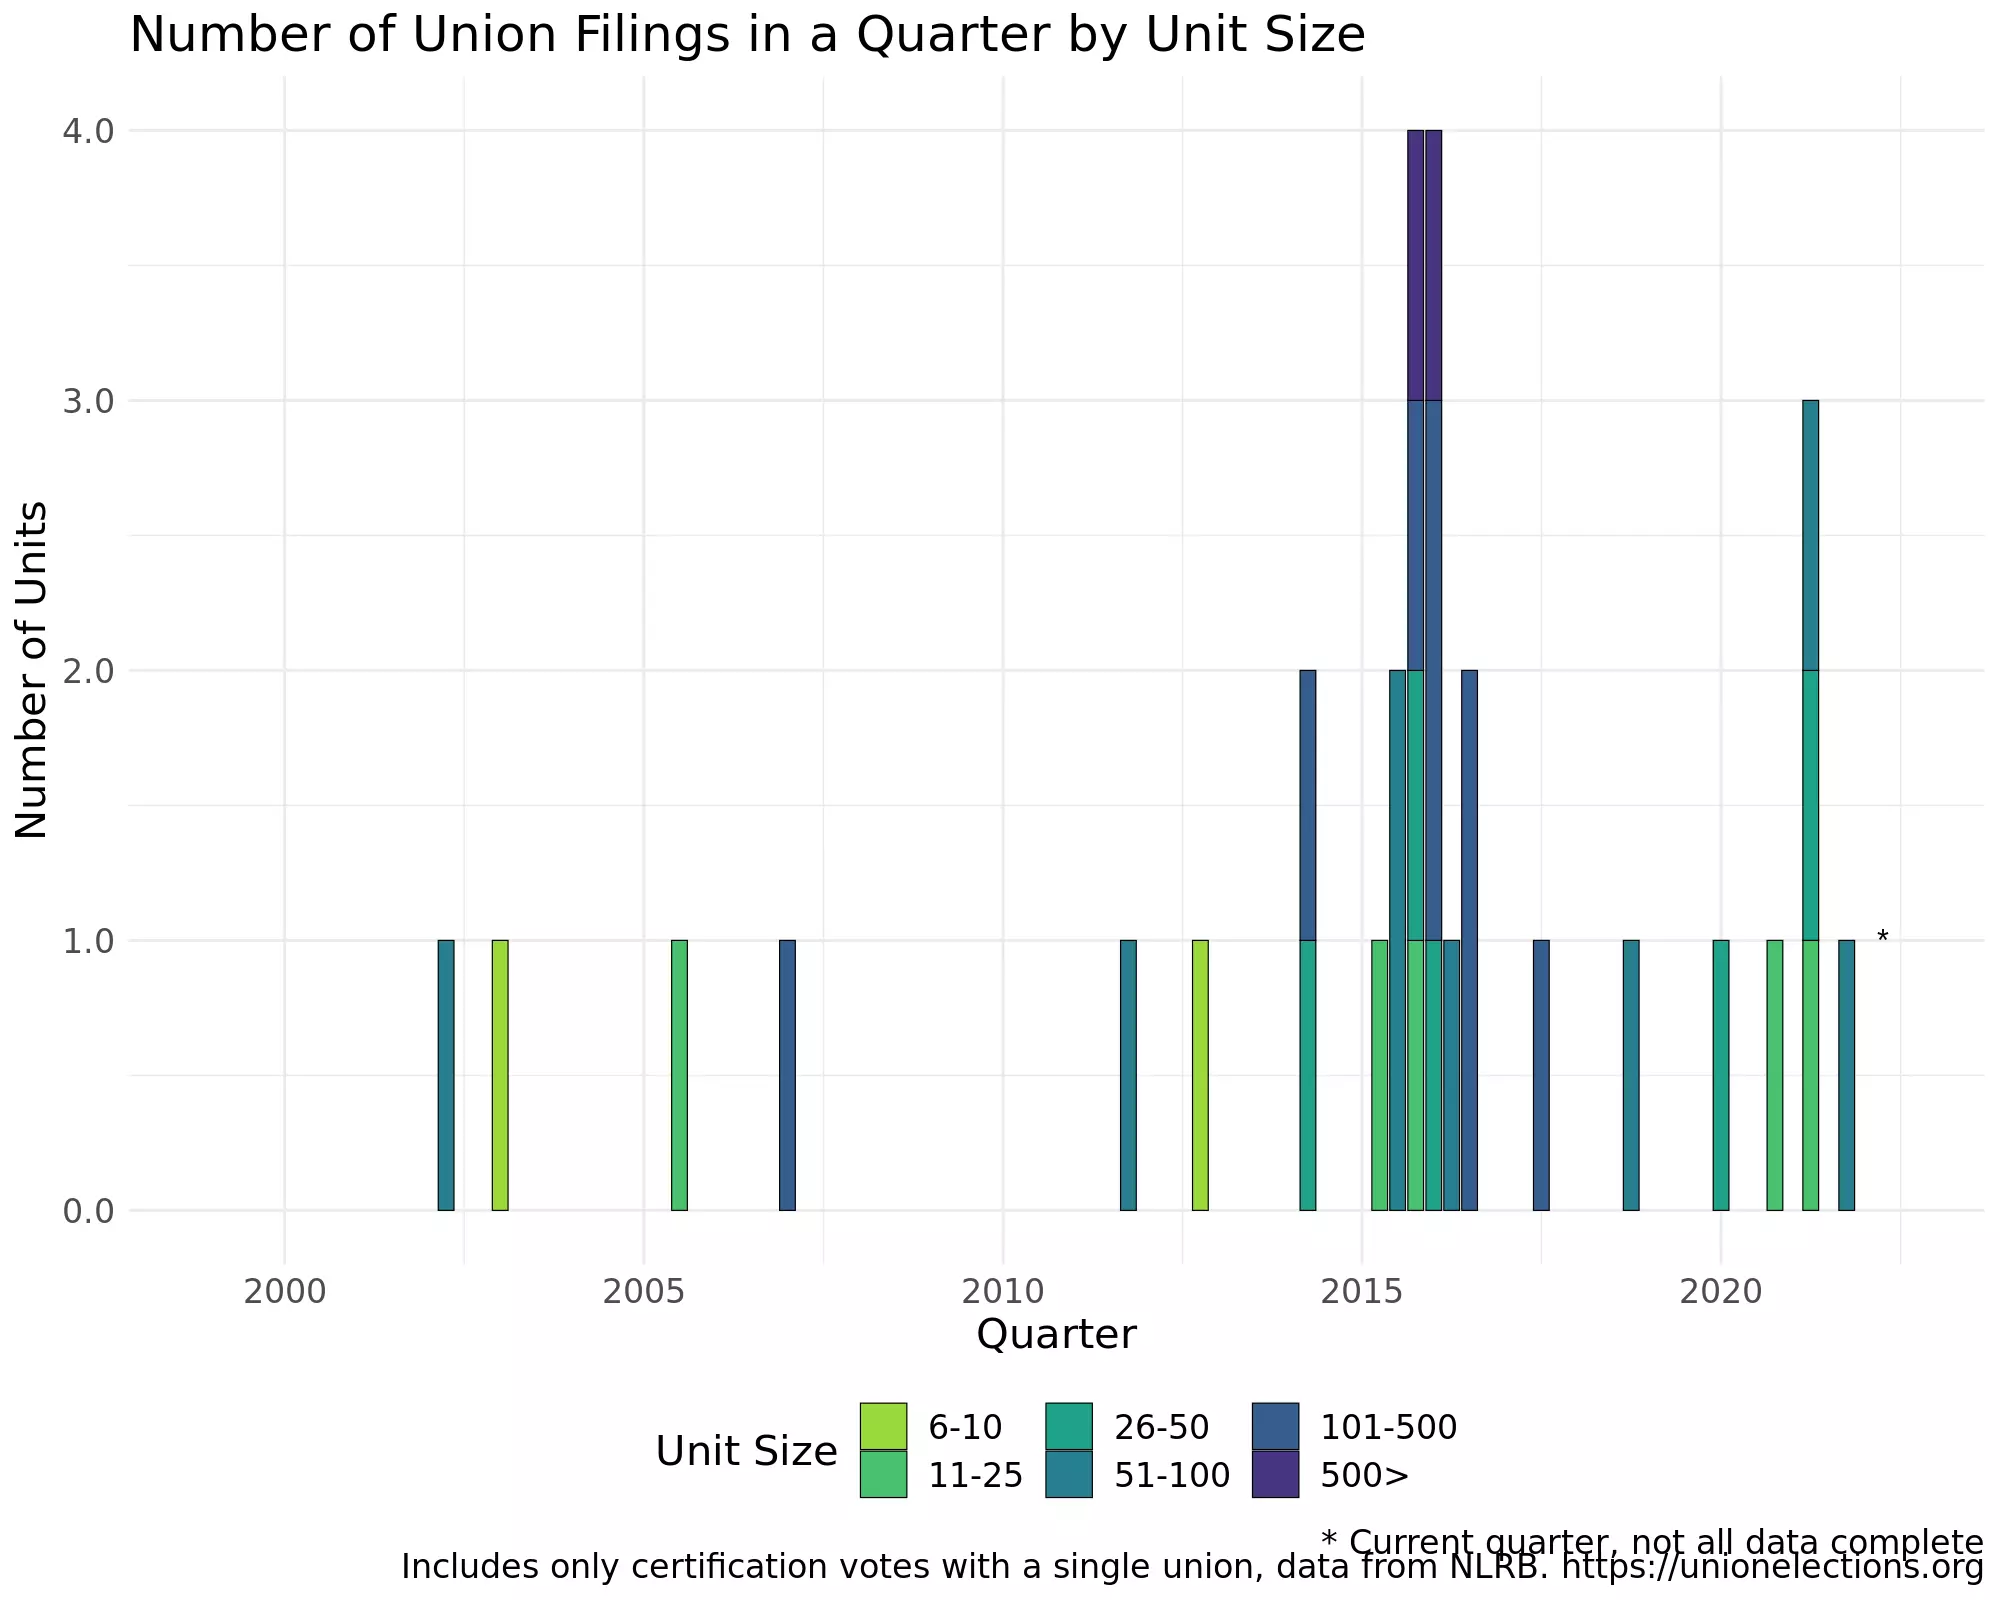 Number of Union Filings in a Quarter by Unit Size
Number of Units
4.0
3.0
2.0
1.0
0.0
*
2000 2005 2010 2015 2020
Quarter
Unit Size
6-10 26-50 101-500
11-25 51-100 500>
* Current quarter, not all data complete
Includes only certification votes with a single union, data from NLRB. https://unionelections.org